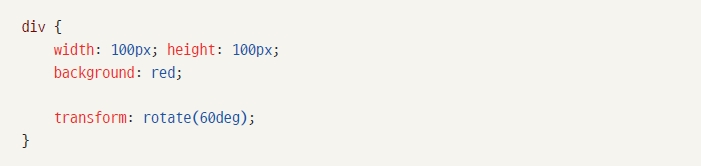 div {
    width: 100px; height: 100px;
    background: red;

    transform: rotate(60deg);
}